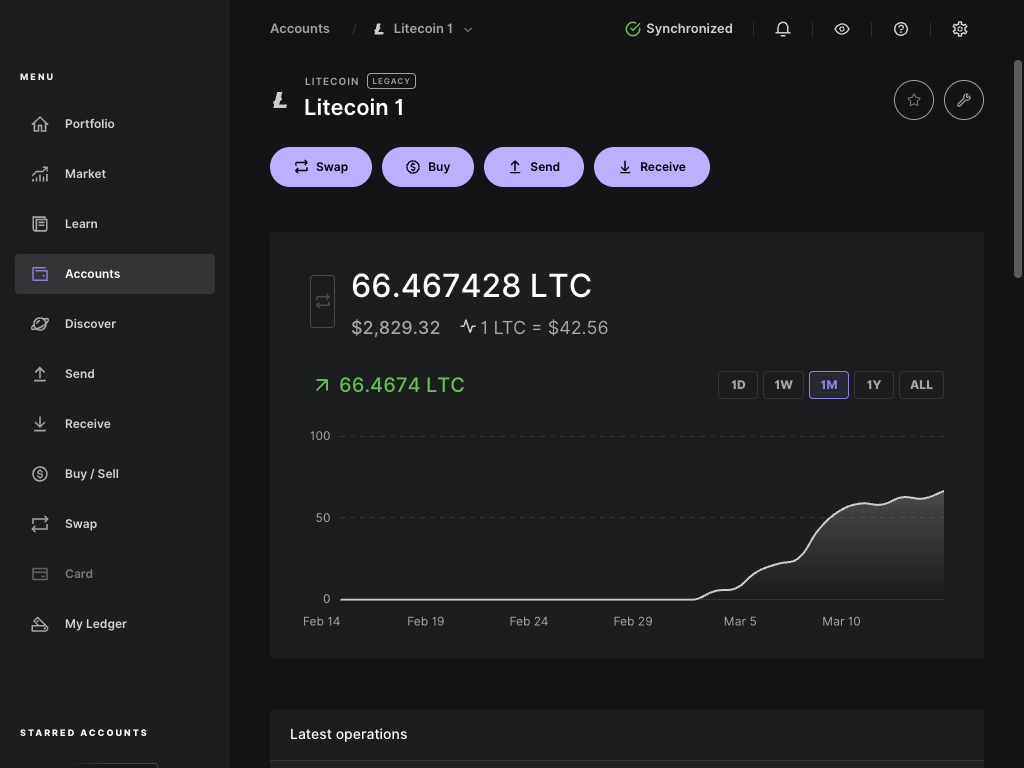 MENU
Portfolio
Market
Learn
Accounts
Discover
Send
Receive
Buy / Sell
Swap
Card
My Ledger
STARRED ACCOUNTS
Accounts / Litecoin 1
Synchronized
LITECOIN LEGACY
Litecoin 1
Swap Buy Send Receive
66.467428 LTC
$2,829.32 1 LTC = $42.56
66.4674 LTC
1D 1W 1M 1Y ALL
100
50
0
Feb 14 Feb 19 Feb 24 Feb 29 Mar 5 Mar 10
Latest operations